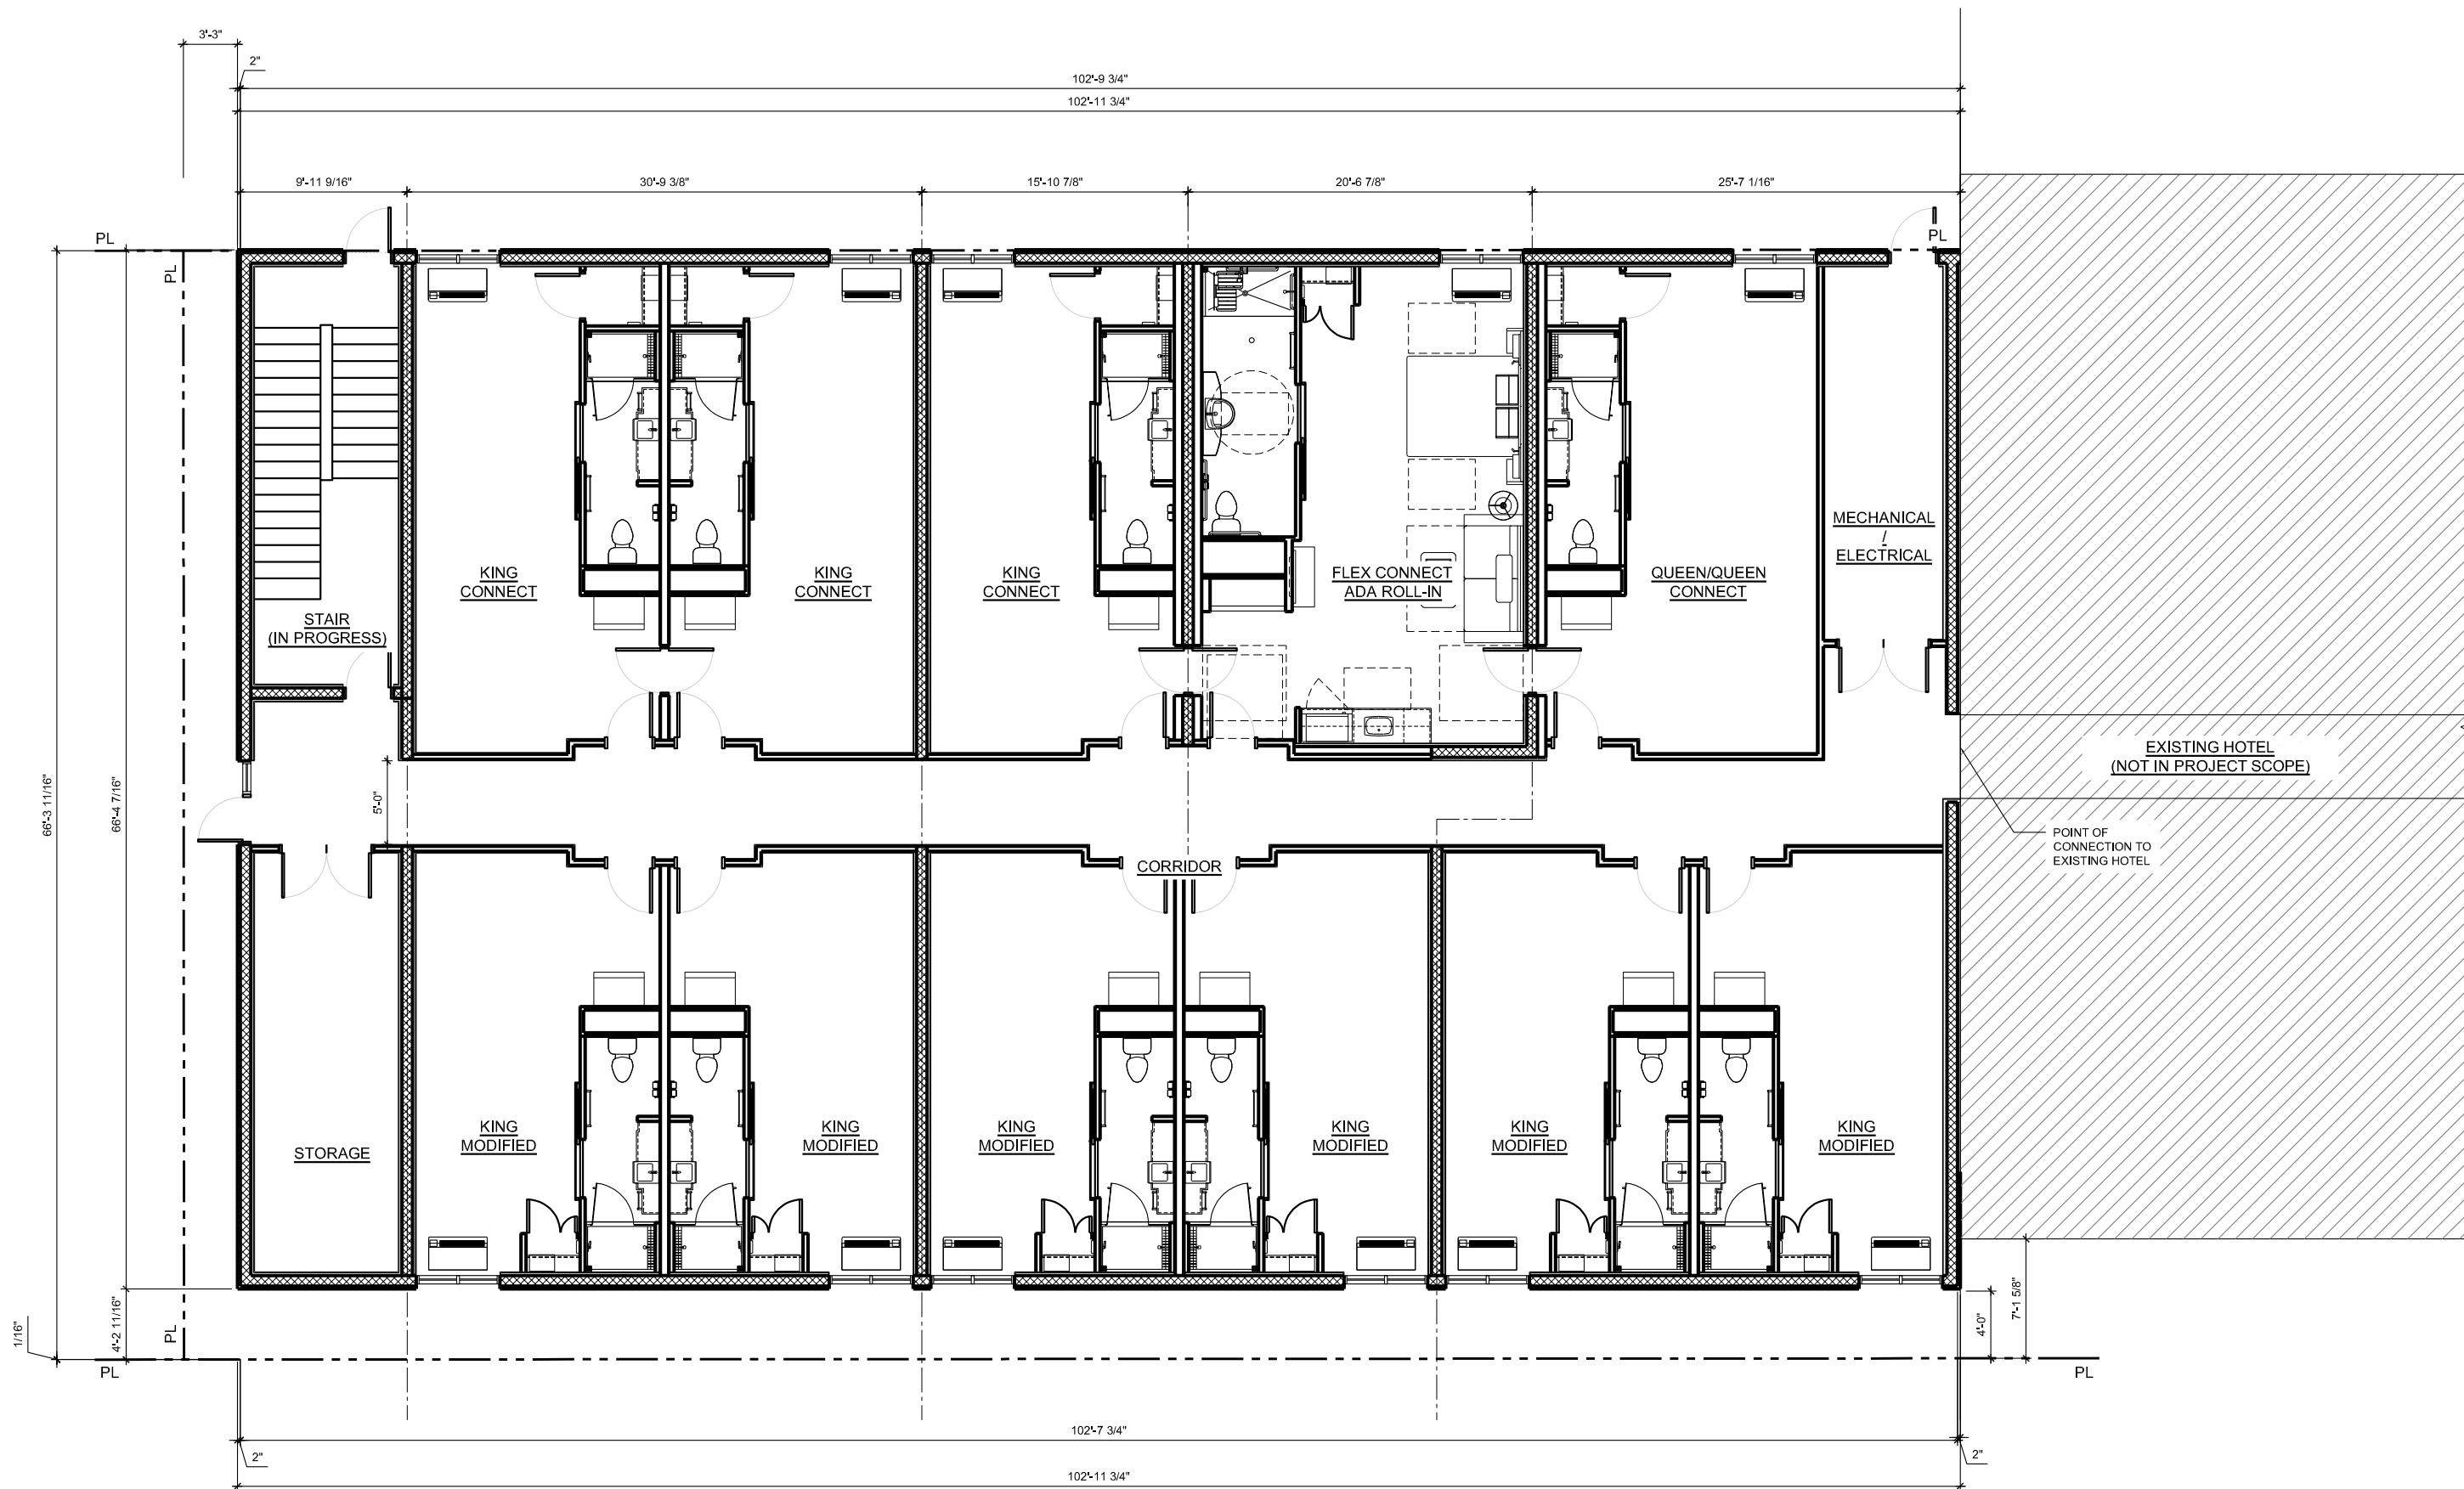 3'-3"
2"
102'-9 3/4"
102'-11 3/4"
9'-11 9/16"
30'-9 3/8"
15'-10 7/8"
20'-6 7/8"
25'-7 1/16"
PL
PL
PL
MECHANICAL
/
ELECTRICAL
KING
CONNECT
KING
CONNECT
KING
CONNECT
FLEX CONNECT
ADA ROLL-IN
QUEEN/QUEEN
CONNECT
STAIR
(IN PROGRESS)
EXISTING HOTEL
(NOT IN PROJECT SCOPE)
66'-3 11/16"
66'-4 7/16"
5'-0"
POINT OF
CONNECTION TO
EXISTING HOTEL
CORRIDOR
STORAGE
KING
MODIFIED
KING
MODIFIED
KING
MODIFIED
KING
MODIFIED
KING
MODIFIED
KING
MODIFIED
1/16"
4'-2 11/16"
PL
4'-0"
7'-1 5/8"
PL
PL
102'-7 3/4"
2"
2"
102'-11 3/4"